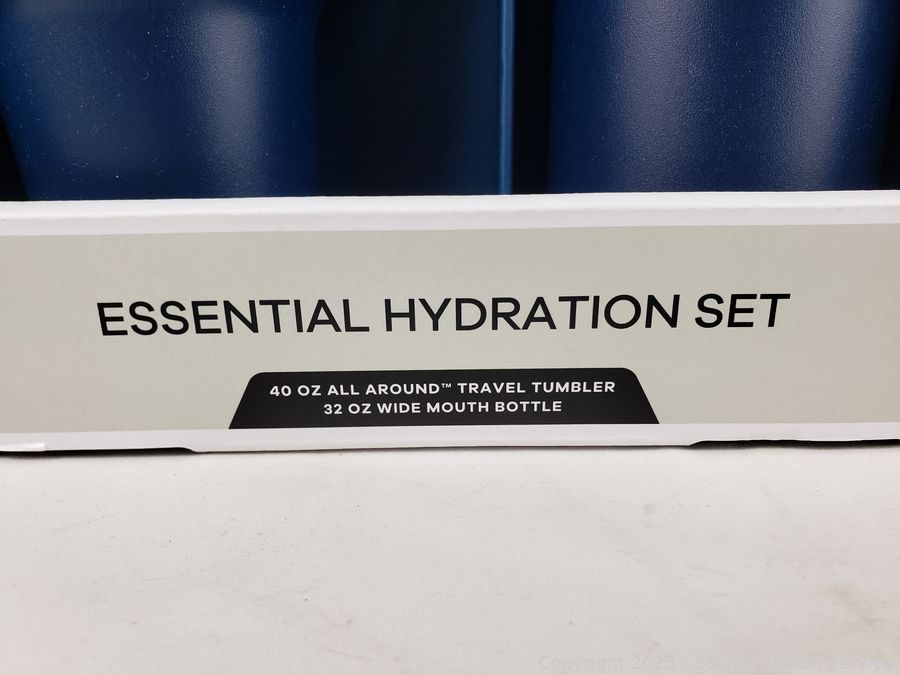 ESSENTIAL HYDRATION SET
40 OZ ALL AROUND™ TRAVEL TUMBLER
32 OZ WIDE MOUTH BOTTLE
Copyright 2025 - Sound Auction Service